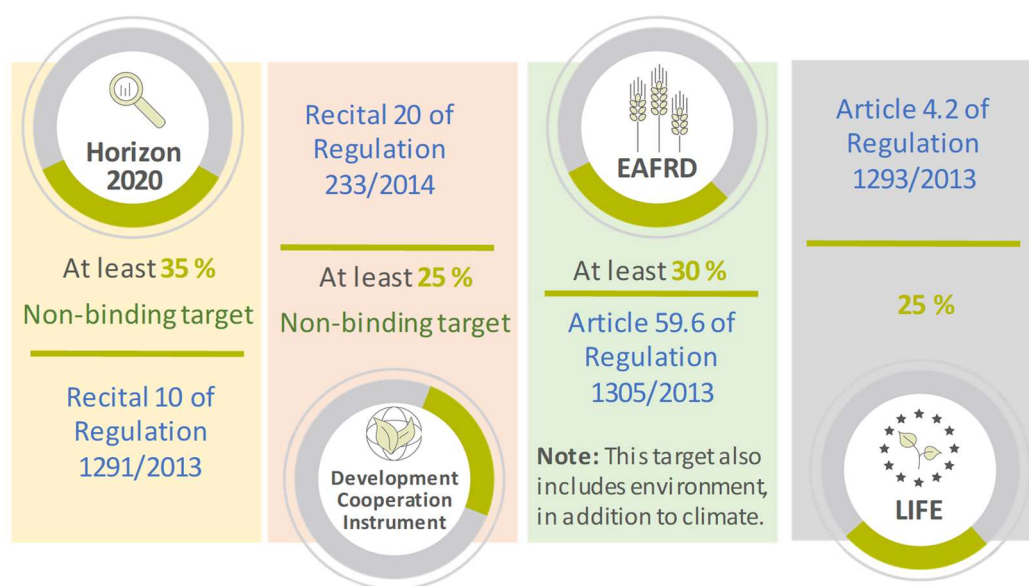 Horizon
2020
At least 35 %
Non-binding target
Recital 10 of
Regulation
1291/2013
Recital 20 of
Regulation
233/2014
At least 25 %
Non-binding target
Development
Cooperation
Instrument
EAFRD
At least 30 %
Article 59.6 of
Regulation
1305/2013
Note: This target also
includes environment,
in addition to climate.
Article 4.2 of
Regulation
1293/2013
25 %
LIFE